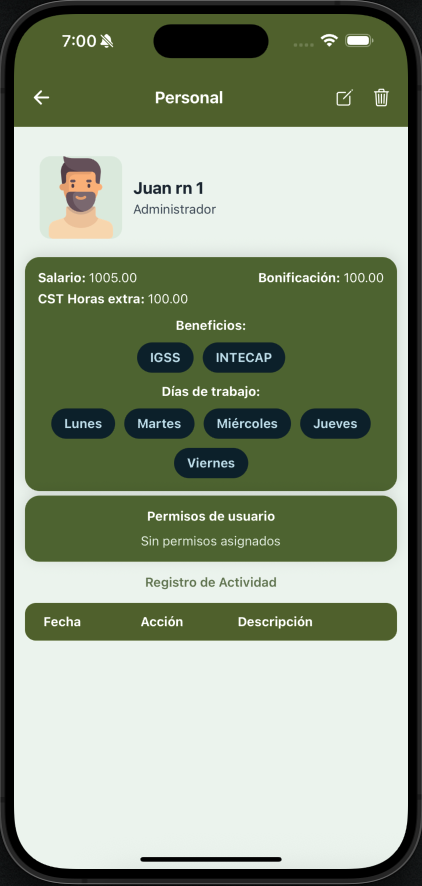 7:00
Personal
Juan rn 1
Administrador
Salario: 1005.00 Bonificación: 100.00
CST Horas extra: 100.00
Beneficios:
IGSS INTECAP
Días de trabajo:
Lunes Martes Miércoles Jueves
Viernes
Permisos de usuario
Sin permisos asignados
Registro de Actividad
Fecha Acción Descripción